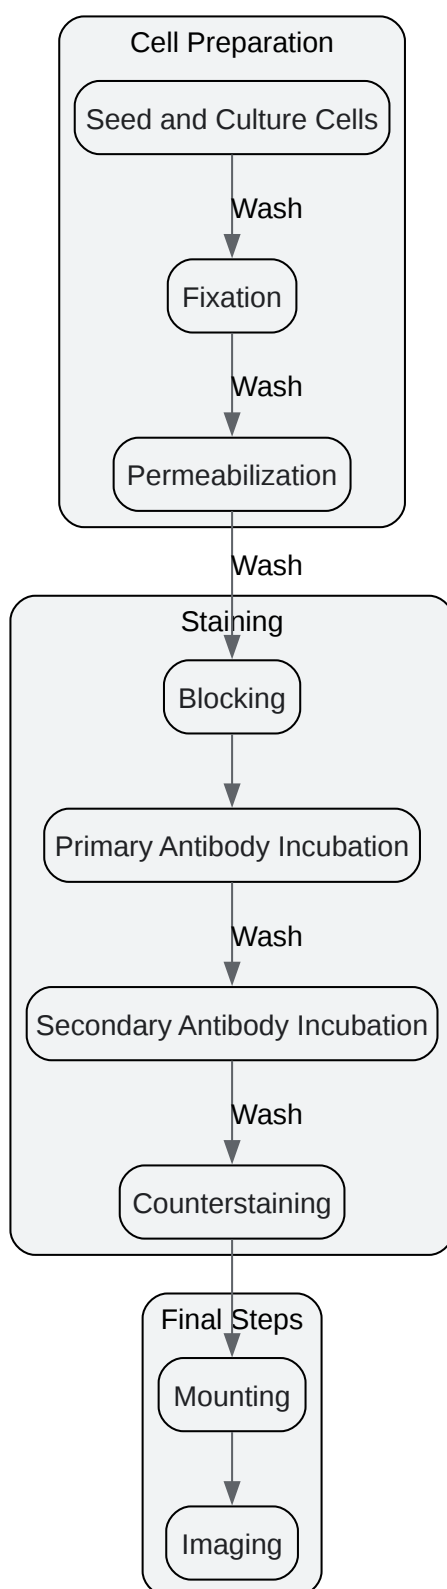 Cell Preparation
Seed and Culture Cells
Wash
Fixation
Wash
Permeabilization
Wash
Staining
Blocking
Primary Antibody Incubation
Wash
Secondary Antibody Incubation
Wash
Counterstaining
Final Steps
Mounting
Imaging